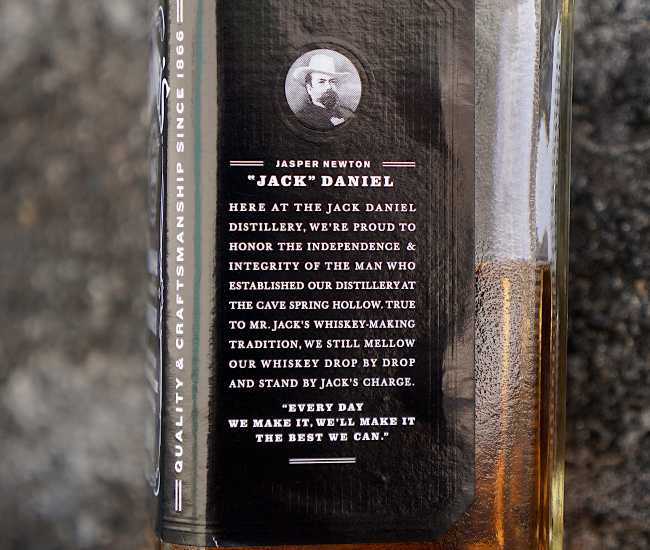 QUALITY & CRAFTSMANSHIP SINCE 1866
JASPER NEWTON
"JACK" DANIEL
HERE AT THE JACK DANIEL
DISTILLERY, WE'RE PROUD TO
HONOR THE INDEPENDENCE &
INTEGRITY OF THE MAN WHO
ESTABLISHED OUR DISTILLERY AT
THE CAVE SPRING HOLLOW. TRUE
TO MR. JACK'S WHISKEY-MAKING
TRADITION, WE STILL MELLOW
OUR WHISKEY DROP BY DROP
AND STAND BY JACK'S CHARGE.
"EVERY DAY
WE MAKE IT, WE'LL MAKE IT
THE BEST WE CAN."